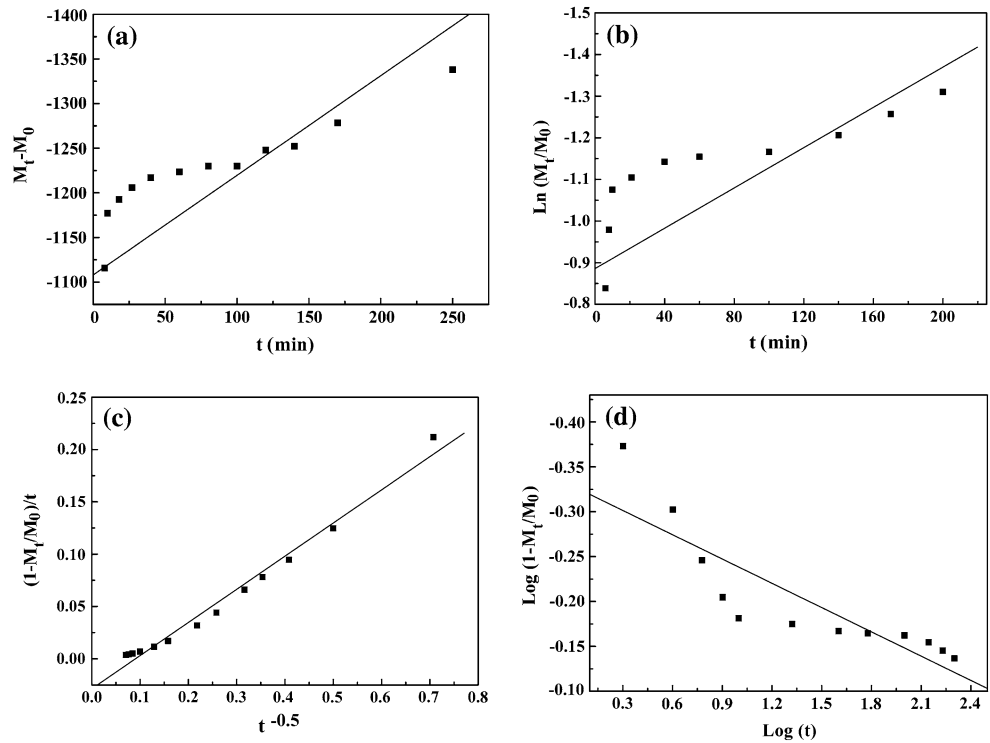 (a)
-1400
-1350
-1300
-1250
-1200
-1150
-1100
Mt-M0
0 50 100 150 200 250
t (min)
(b)
-1.5
-1.4
-1.3
-1.2
-1.1
-1.0
-0.9
-0.8
Ln (Mt/M0)
0 40 80 120 160 200
t (min)
(c)
0.25
0.20
0.15
0.10
0.05
0.00
(1-Mt/M0)/t
0.0 0.1 0.2 0.3 0.4 0.5 0.6 0.7 0.8
t -0.5
(d)
-0.40
-0.35
-0.30
-0.25
-0.20
-0.15
-0.10
Log (1-Mt/M0)
0.3 0.6 0.9 1.2 1.5 1.8 2.1 2.4
Log (t)